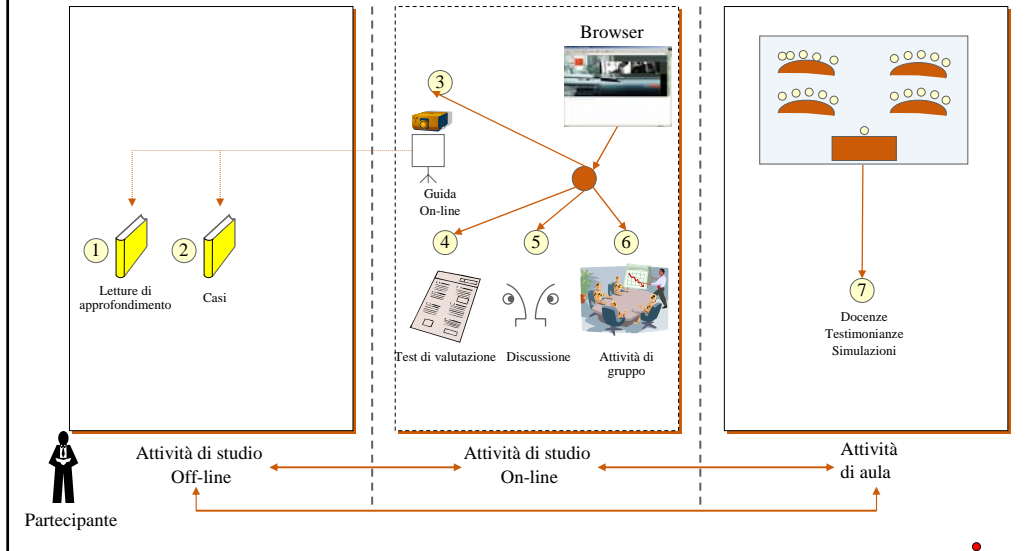 Browser
3
Guida
On-line
1
2
4
5
6
Letture di
approfondimento
Casi
Test di valutazione
Discussione
Attività di
gruppo
7
Docenze
Testimonianze
Simulazioni
Attività di studio
Off-line
Attività di studio
On-line
Attività
di aula
Partecipante